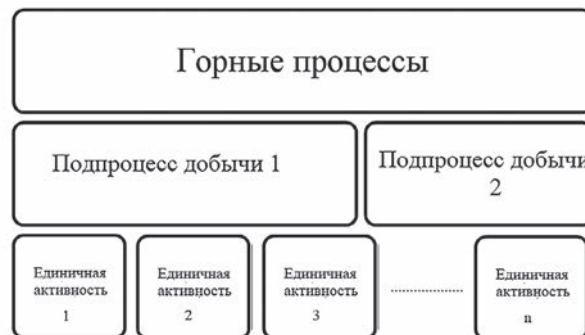 Горные процессы
Подпроцесс добычи 1
Подпроцесс добычи
2
Единичная
активность
1
Единичная
активность
2
Единичная
активность
3
Единичная
активность
n